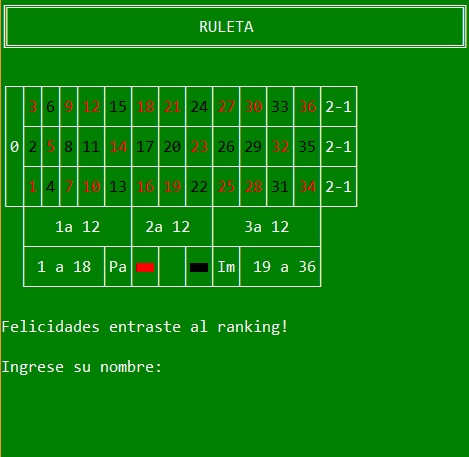 RULETA
3 6 9 12 15 18 21 24 27 30 33 36 2-1
0 2 5 8 11 14 17 20 23 26 29 32 35 2-1
1 4 7 10 13 16 19 22 25 28 31 34 2-1
1a 12 2a 12 3a 12
1 a 18 Pa Im 19 a 36
Felicidades entraste al ranking!
Ingrese su nombre: